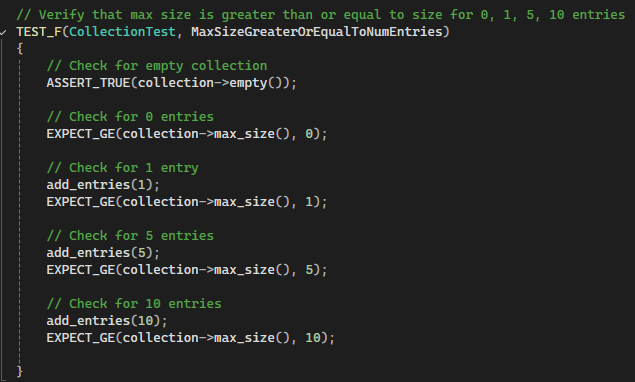 // Verify that max size is greater than or equal to size for 0, 1, 5, 10 entries
TEST_F(CollectionTest, MaxSizeGreaterOrEqualToNumEntries)
{
    // Check for empty collection
    ASSERT_TRUE(collection->empty());

    // Check for 0 entries
    EXPECT_GE(collection->max_size(), 0);

    // Check for 1 entry
    add_entries(1);
    EXPECT_GE(collection->max_size(), 1);

    // Check for 5 entries
    add_entries(5);
    EXPECT_GE(collection->max_size(), 5);

    // Check for 10 entries
    add_entries(10);
    EXPECT_GE(collection->max_size(), 10);

}